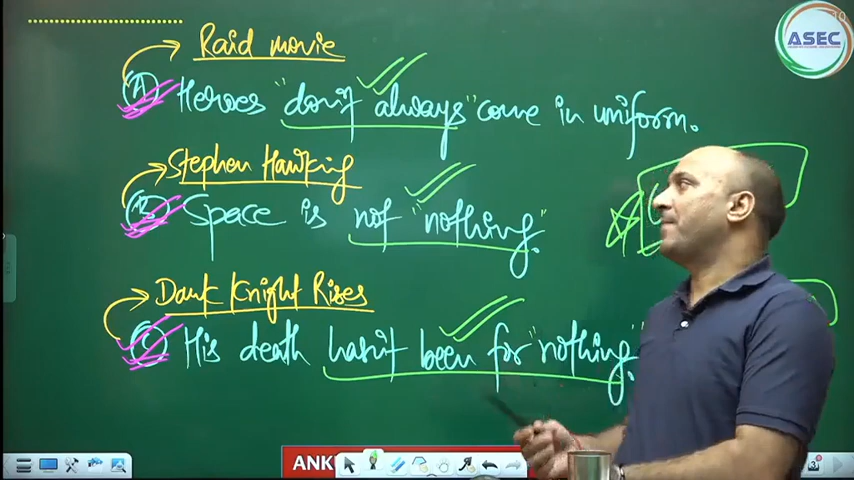 Raid movie
ASEC
(A) Heroes "don't always" come in uniform.
Stephen Hawking
(B) Space is not "nothing".
Dark Knight Rises
(C) His death hasn't been for "nothing".
ANK